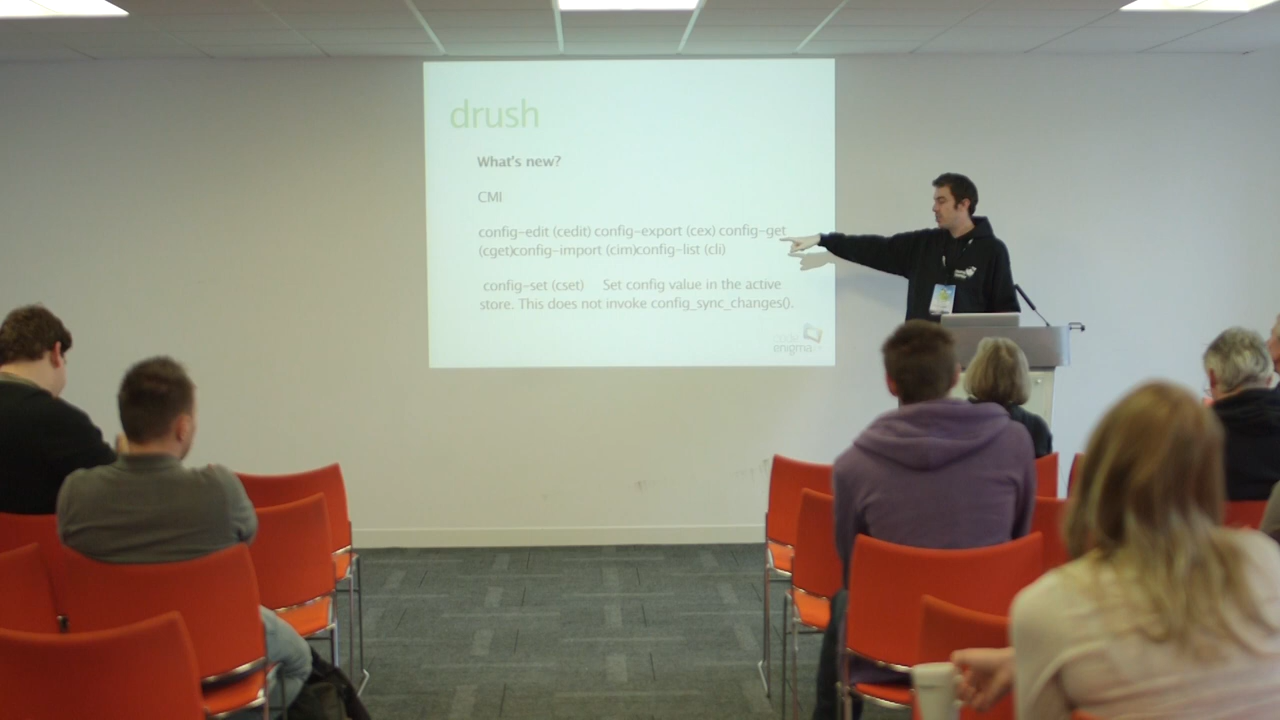 drush
What's new?
CMI
config-edit (cedit) config-export (cex) config-get
(cget)config-import (cim)config-list (cli)
config-set (cset) Set config value in the active
store. This does not invoke config_sync_changes().
code
enigma